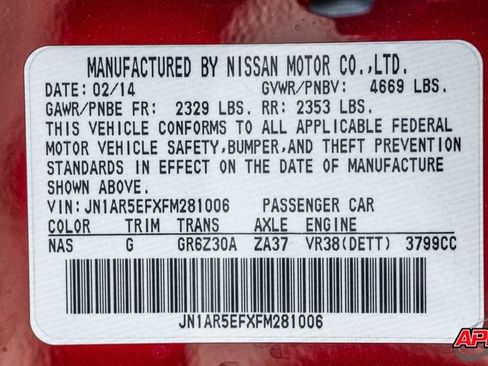 MANUFACTURED BY NISSAN MOTOR CO.,LTD.
DATE: 02/14 GVWR/PNBV: 4669 LBS.
GAWR/PNBE FR: 2329 LBS. RR: 2353 LBS.
THIS VEHICLE CONFORMS TO ALL APPLICABLE FEDERAL
MOTOR VEHICLE SAFETY,BUMPER,AND THEFT PREVENTION
STANDARDS IN EFFECT ON THE DATE OF MANUFACTURE
SHOWN ABOVE.
VIN: JN1AR5EFXFM281006 PASSENGER CAR
COLOR TRIM TRANS AXLE ENGINE
NAS G GR6Z30A ZA37 VR38(DETT) 3799CC
JN1AR5EFXFM281006